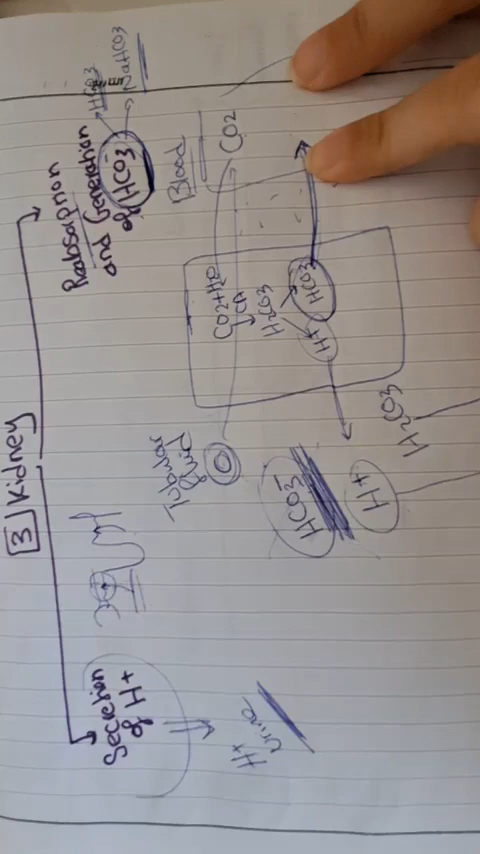 3 Kidney
Secretion
of H+
H+
urine
Reabsorption
and Generation
of HCO3-
HCO3
NaHCO3
Tubular
fluid
Blood
CO2
CO2+H2O
CA
H2CO3
H+ HCO3-
HCO3-
H+
H2CO3